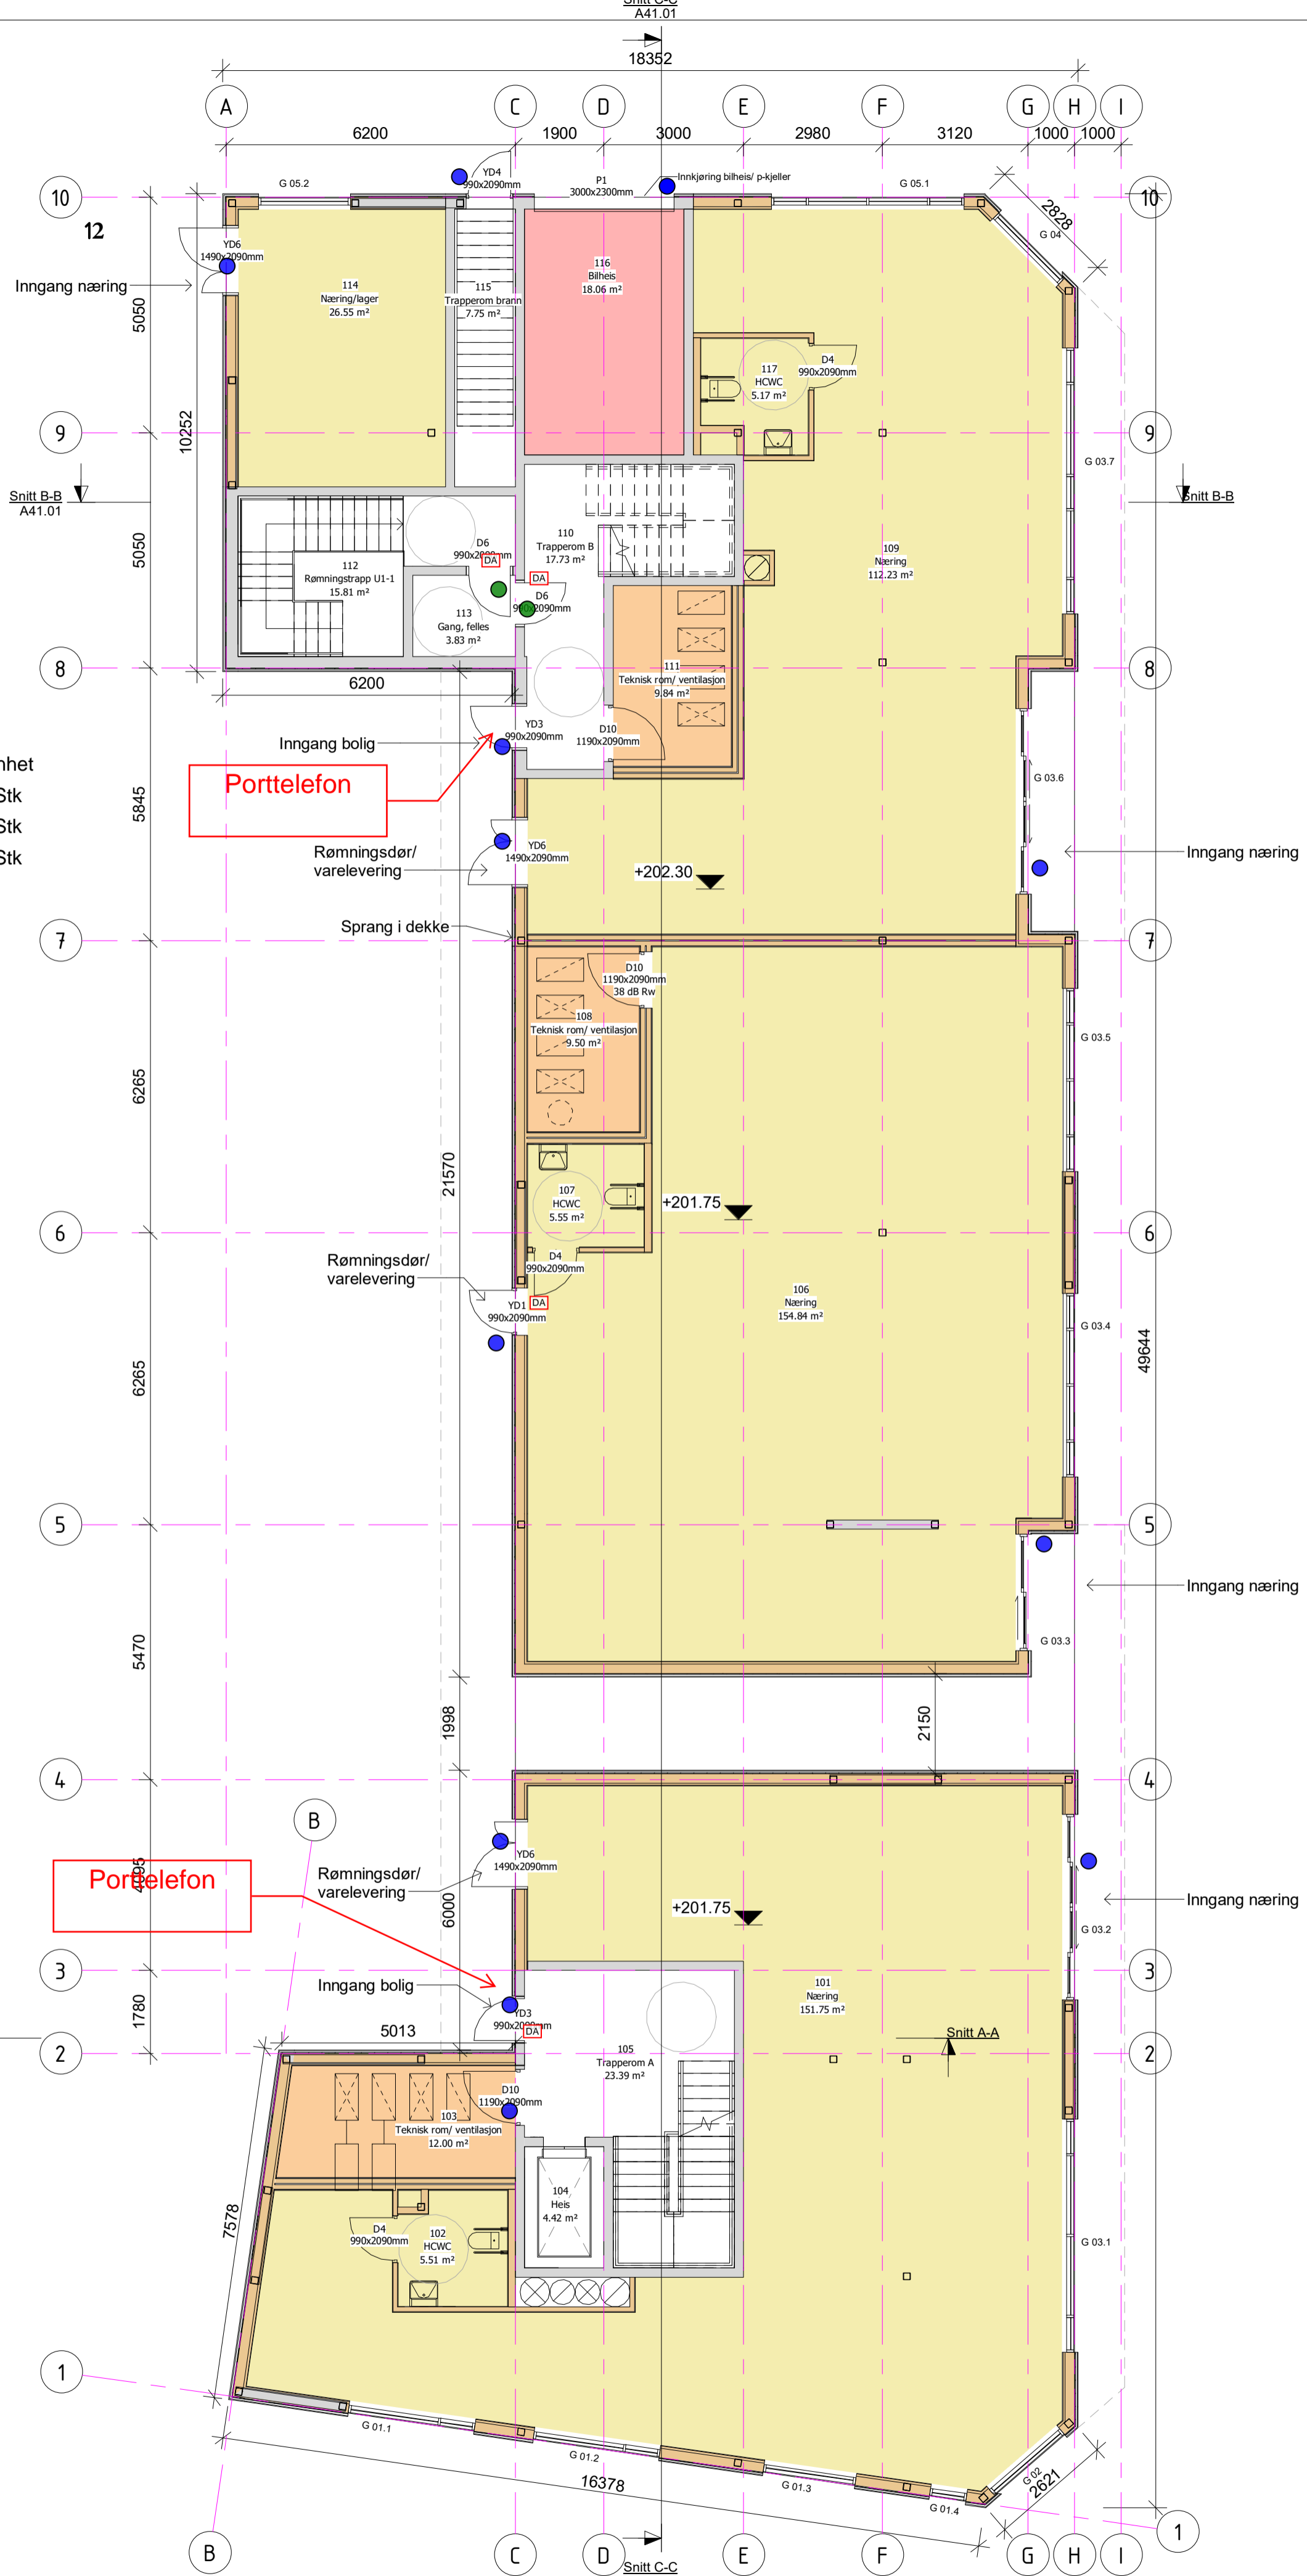 Snitt C-C
A41.01
18352
A
C
D
E
F
G
H
I
6200
1900
3000
2980
3120
1000
1000
YD4
990x2090mm
P1
3000x2300mm
Innkjøring bilheis/ p-kjeller
G 05.2
G 05.1
10
10
2828
G 04
12
YD6
1490x2090mm
Inngang næring
5050
114
Næring/lager
26.55 m²
115
Trapperom brann
7.75 m²
116
Bilheis
18.06 m²
117
HCWC
5.17 m²
D4
990x2090mm
10252
9
9
G 03.7
Snitt B-B
A41.01
Snitt B-B
5050
112
Rømningstrapp U1-1
15.81 m²
D6
990x2090mm
DA
DA
D6
990x2090mm
110
Trapperom B
17.73 m²
109
Næring
112.23 m²
113
Gang, felles
3.83 m²
8
8
6200
111
Teknisk rom/ ventilasjon
9.84 m²
YD3
990x2090mm
D10
1190x2090mm
Inngang bolig
nhet
Stk
Stk
Stk
Porttelefon
5845
G 03.6
YD6
1490x2090mm
Rømningsdør/
varelevering
Inngang næring
+202.30
Sprang i dekke
7
7
D10
1190x2090mm
38 dB Rw
108
Teknisk rom/ ventilasjon
9.50 m²
G 03.5
6265
21570
107
HCWC
5.55 m²
+201.75
6
6
D4
990x2090mm
Rømningsdør/
varelevering
YD1
990x2090mm
DA
106
Næring
154.84 m²
G 03.4
49644
6265
5
5
Inngang næring
5470
G 03.3
1998
2150
4
4
B
YD6
1490x2090mm
Rømningsdør/
varelevering
Porttelefon
4095
6000
+201.75
Inngang næring
G 03.2
3
3
Inngang bolig
1780
YD3
990x2090mm
DA
101
Næring
151.75 m²
5013
Snitt A-A
2
2
105
Trapperom A
23.39 m²
D10
1190x2090mm
103
Teknisk rom/ ventilasjon
12.00 m²
104
Heis
4.42 m²
7578
D4
990x2090mm
102
HCWC
5.51 m²
G 03.1
1
G 01.1
G 01.2
G 01.3
G 01.4
G 02
2621
16378
1
B
C
D
E
F
G
H
I
Snitt C-C